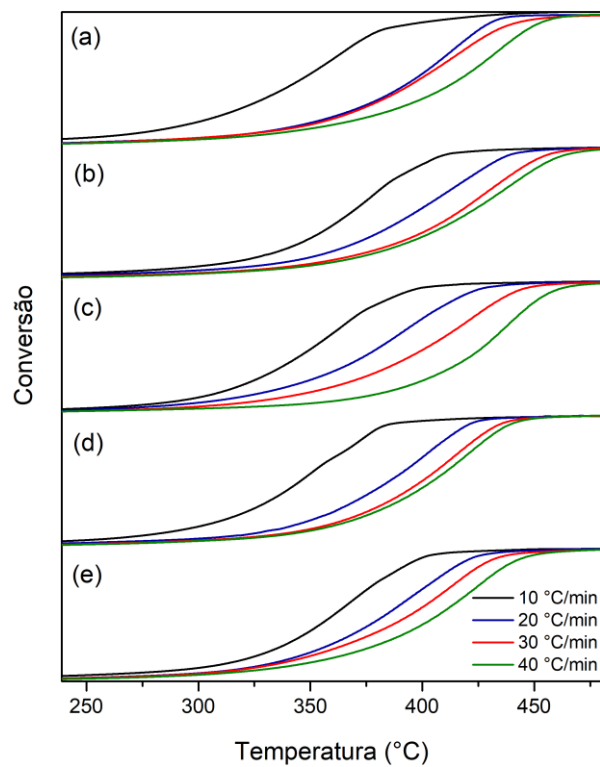 (a)
(b)
(c)
(d)
(e)
Conversão
10 °C/min
20 °C/min
30 °C/min
40 °C/min
250 300 350 400 450
Temperatura (°C)